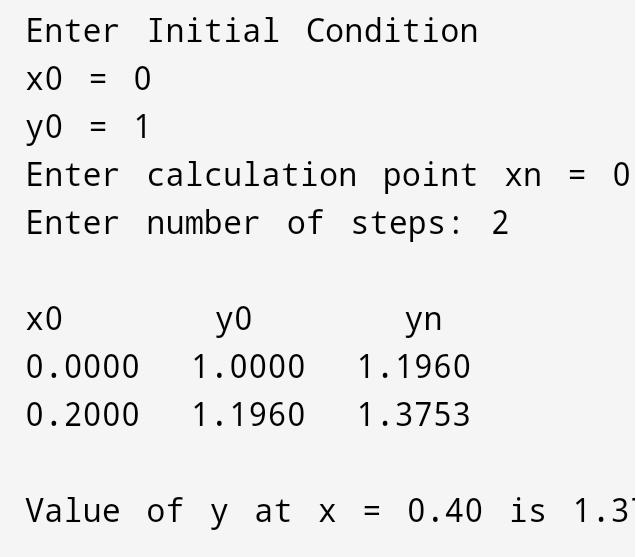 Enter Initial Condition
x0 = 0
y0 = 1
Enter calculation point xn = 0
Enter number of steps: 2
x0 y0 yn
0.0000 1.0000 1.1960
0.2000 1.1960 1.3753
Value of y at x = 0.40 is 1.37